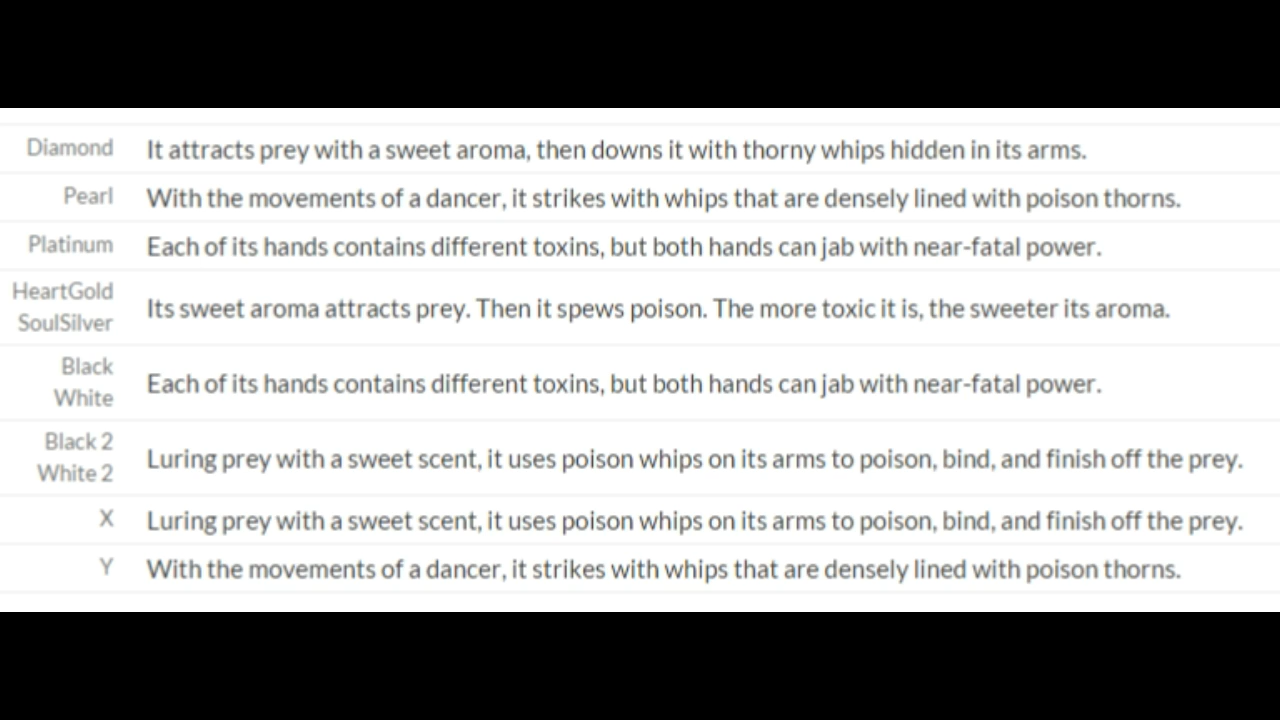 Diamond It attracts prey with a sweet aroma, then downs it with thorny whips hidden in its arms.
Pearl With the movements of a dancer, it strikes with whips that are densely lined with poison thorns.
Platinum Each of its hands contains different toxins, but both hands can jab with near-fatal power.
HeartGold
SoulSilver Its sweet aroma attracts prey. Then it spews poison. The more toxic it is, the sweeter its aroma.
Black
White Each of its hands contains different toxins, but both hands can jab with near-fatal power.
Black 2
White 2 Luring prey with a sweet scent, it uses poison whips on its arms to poison, bind, and finish off the prey.
X Luring prey with a sweet scent, it uses poison whips on its arms to poison, bind, and finish off the prey.
Y With the movements of a dancer, it strikes with whips that are densely lined with poison thorns.